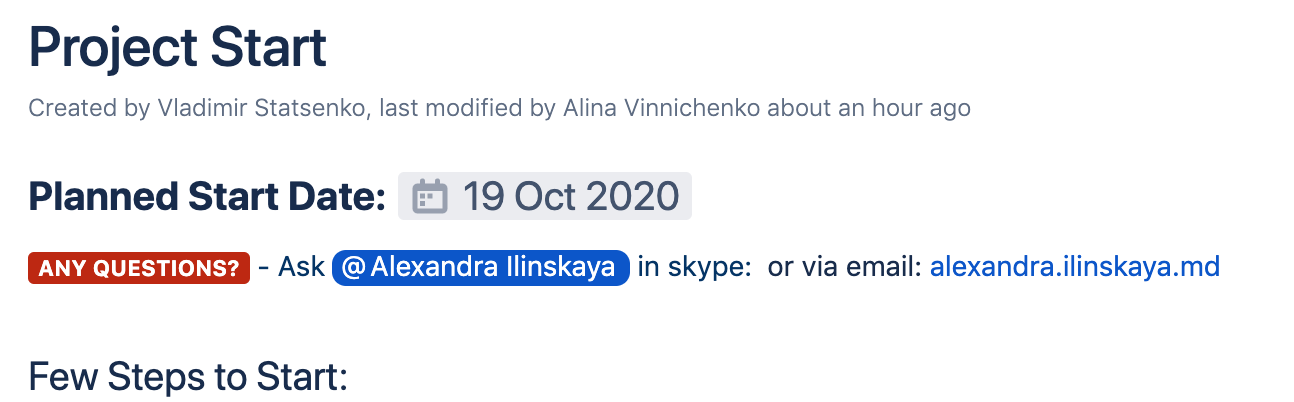 Project Start
Created by Vladimir Statsenko, last modified by Alina Vinnichenko about an hour ago
Planned Start Date: 19 Oct 2020
ANY QUESTIONS? - Ask @Alexandra Ilinskaya in skype: or via email: alexandra.ilinskaya.md
Few Steps to Start: